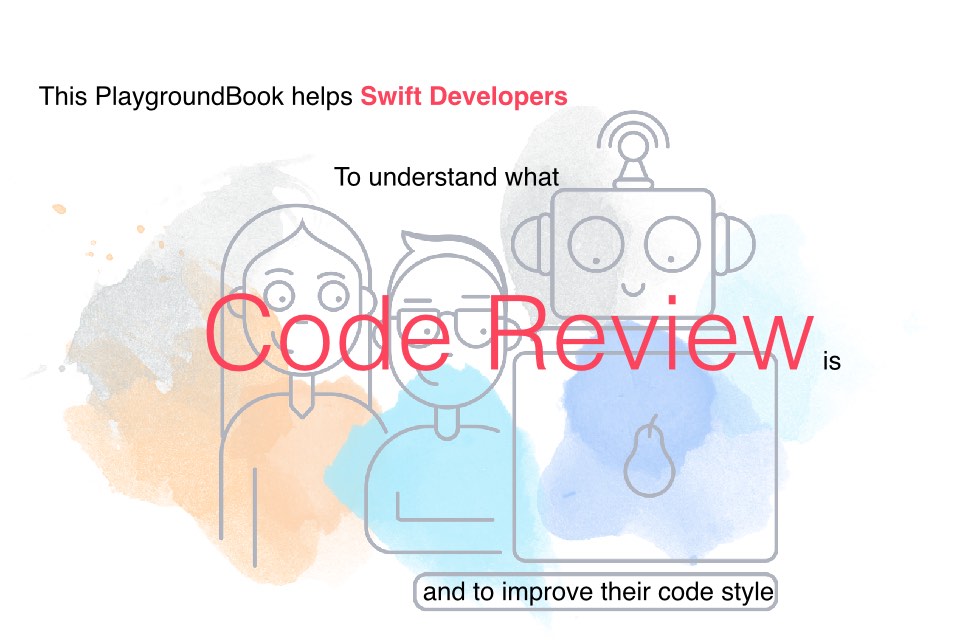 This PlaygroundBook helps Swift Developers
To understand what
Code Review is
and to improve their code style